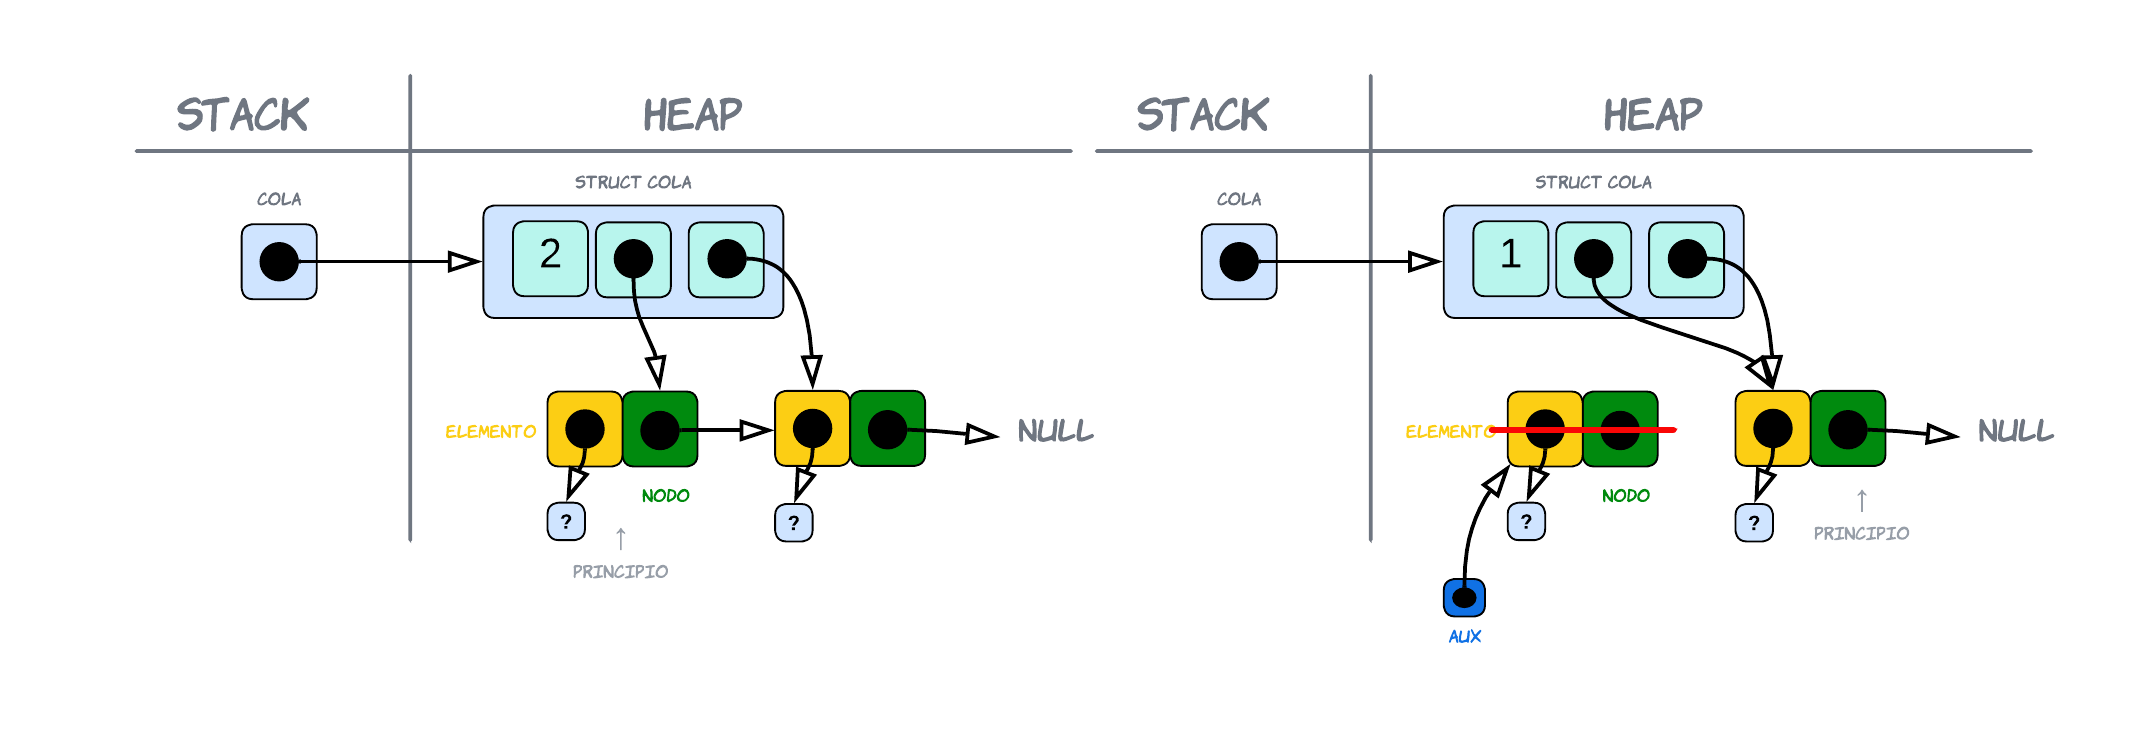 STACK
HEAP
COLA
STRUCT COLA
2
ELEMENTO
NULL
NODO
?
?
↑
PRINCIPIO
STACK
HEAP
COLA
STRUCT COLA
1
ELEMENTO
NULL
NODO
?
?
↑
PRINCIPIO
AUX